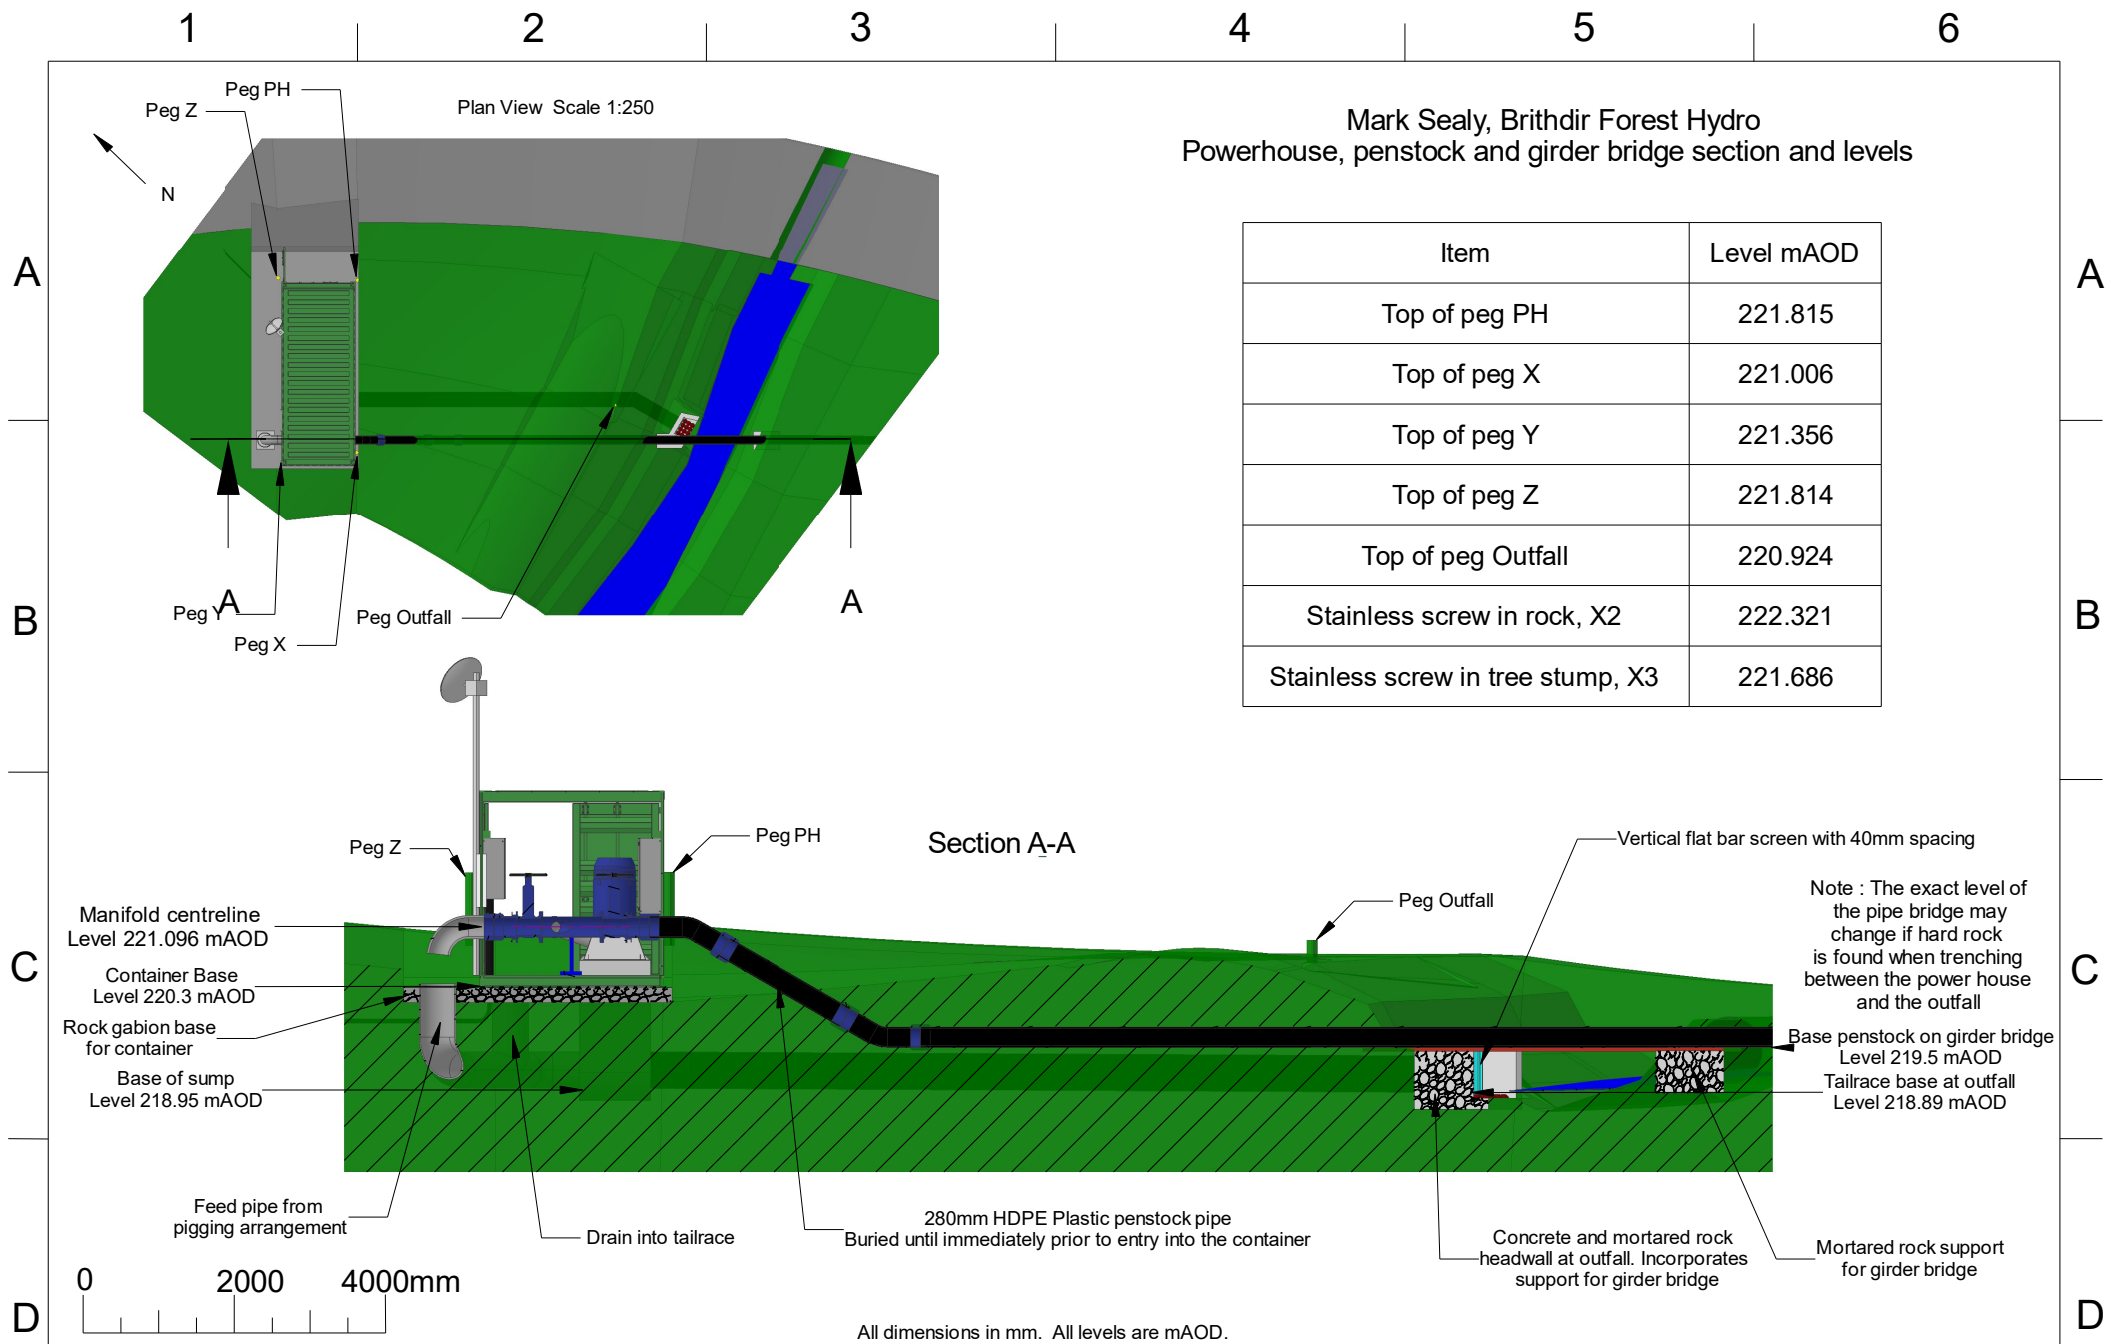 1 2 3 4 5 6
Peg PH
Peg Z
Plan View  Scale 1:250
N
Mark Sealy, Brithdir Forest Hydro
Powerhouse, penstock and girder bridge section and levels
Item Level mAOD
Top of peg PH 221.815
Top of peg X 221.006
Top of peg Y 221.356
Top of peg Z 221.814
Top of peg Outfall 220.924
Stainless screw in rock, X2 222.321
Stainless screw in tree stump, X3 221.686
A A
B B
A A
Peg Y
Peg X
Peg Outfall
Section A-A
Peg Z
Peg PH
Peg Outfall
Vertical flat bar screen with 40mm spacing
Note : The exact level of
the pipe bridge may
change if hard rock
is found when trenching
between the power house
and the outfall
Manifold centreline
Level 221.096 mAOD
Container Base
Level 220.3 mAOD
Rock gabion base
for container
Base of sump
Level 218.95 mAOD
C C
Base penstock on girder bridge
Level 219.5 mAOD
Tailrace base at outfall
Level 218.89 mAOD
Feed pipe from
pigging arrangement
Drain into tailrace
280mm HDPE Plastic penstock pipe
Buried until immediately prior to entry into the container
Concrete and mortared rock
headwall at outfall. Incorporates
support for girder bridge
Mortared rock support
for girder bridge
0 2000 4000mm
D D
All dimensions in mm.  All levels are mAOD.